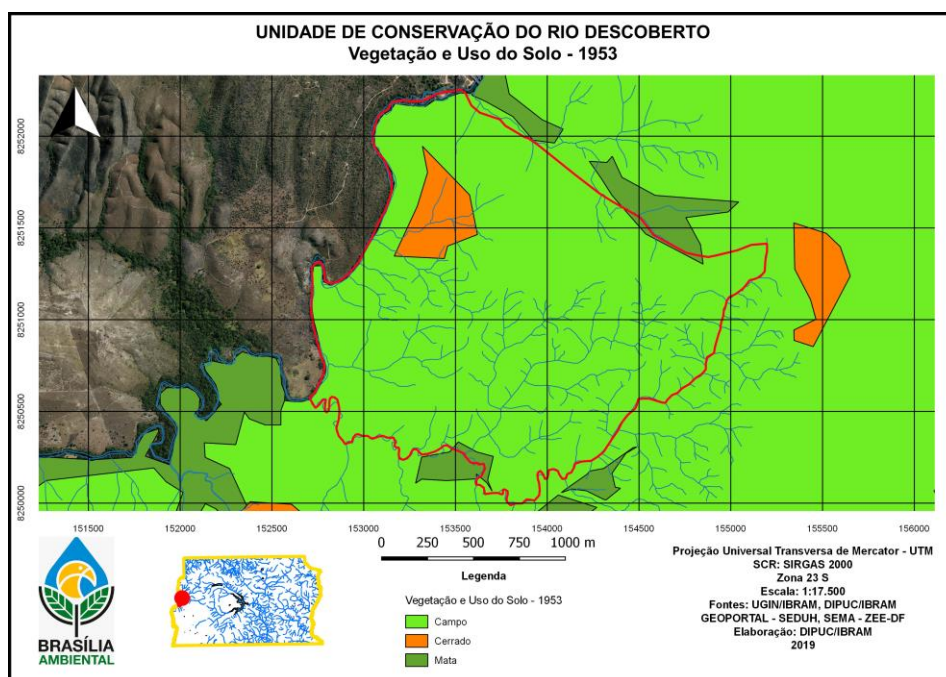 UNIDADE DE CONSERVAÇÃO DO RIO DESCOBERTO
Vegetação e Uso do Solo - 1953
8252000
8251500
8251000
8250500
8250000
151500 152000 152500 153000 153500 154000 154500 155000 155500 156000
BRASÍLIA
AMBIENTAL
0 250 500 750 1000 m
Legenda
Vegetação e Uso do Solo - 1953
Campo
Cerrado
Mata
Projeção Universal Transversa de Mercator - UTM
SCR: SIRGAS 2000
Zona 23 S
Escala: 1:17.500
Fontes: UGIN/IBRAM, DIPUC/IBRAM
GEOPORTAL - SEDUH, SEMA - ZEE-DF
Elaboração: DIPUC/IBRAM
2019